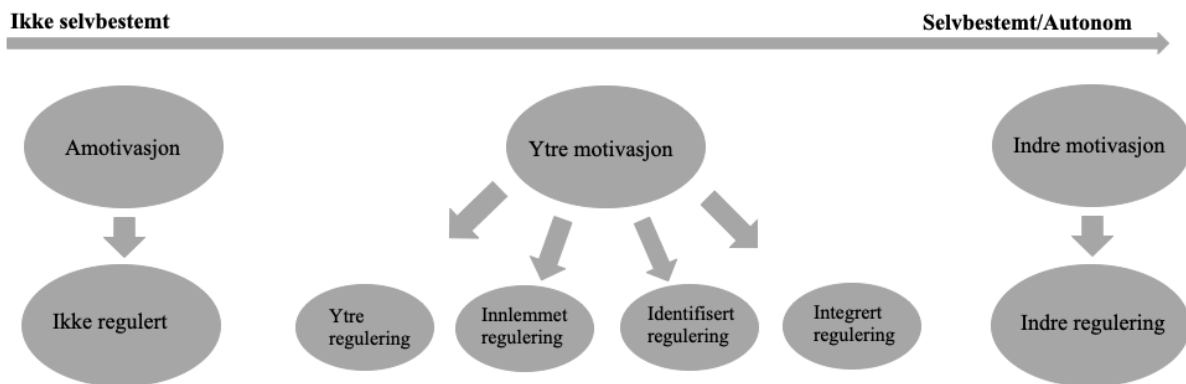 Ikke selvbestemt
Selvbestemt/Autonom
Amotivasjon
Ytre motivasjon
Indre motivasjon
Ikke regulert
Ytre
regulering
Innlemmet
regulering
Identifisert
regulering
Integrert
regulering
Indre regulering